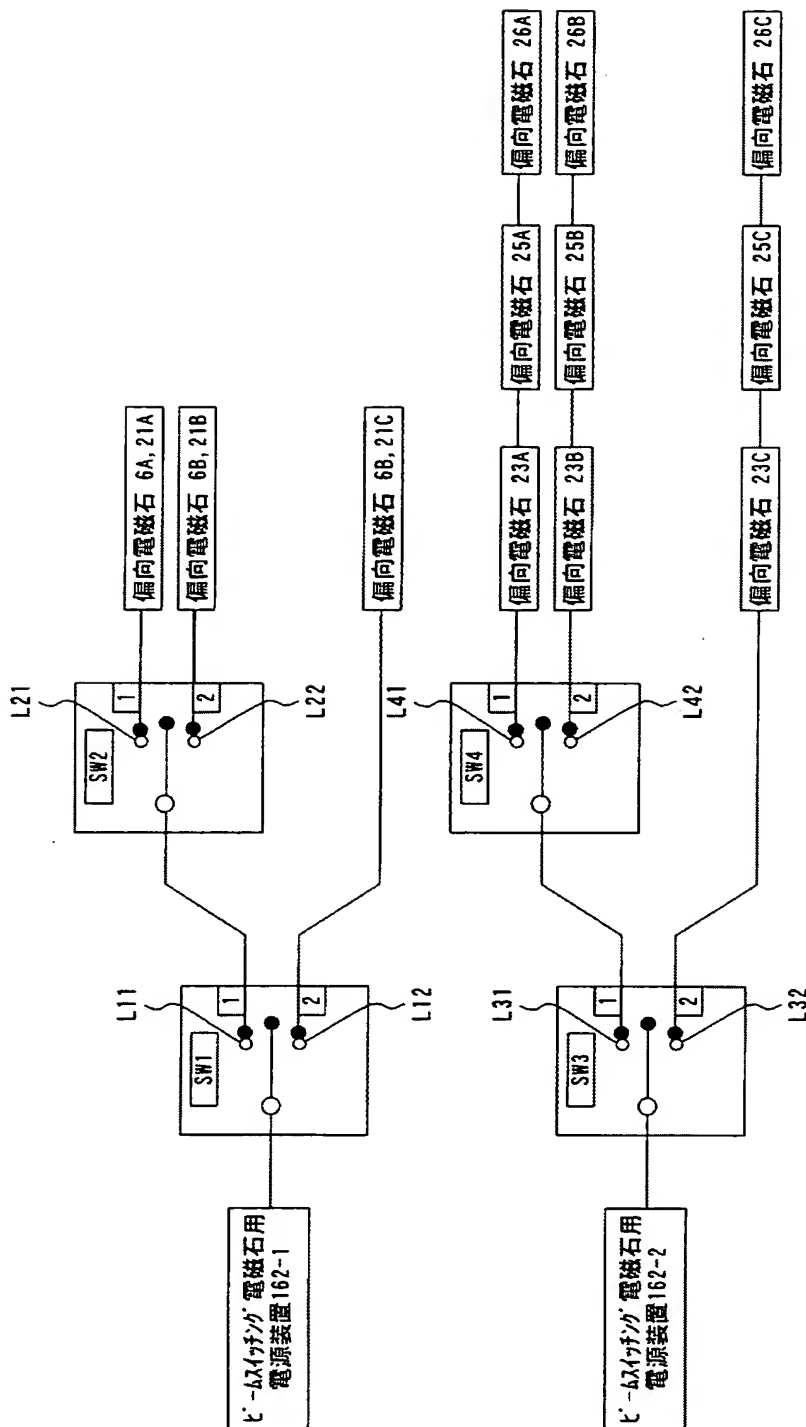 ﾋﾞｰﾑｽｲｯﾁﾝｸﾞ電磁石用
電源装置162-1
SW1
1
2
L11
L12
SW2
1
2
L21
L22
偏向電磁石 6A,21A
偏向電磁石 6B,21B
偏向電磁石 6B,21C
ﾋﾞｰﾑｽｲｯﾁﾝｸﾞ電磁石用
電源装置162-2
SW3
1
2
L31
L32
SW4
1
2
L41
L42
偏向電磁石 23A
偏向電磁石 25A
偏向電磁石 26A
偏向電磁石 23B
偏向電磁石 25B
偏向電磁石 26B
偏向電磁石 23C
偏向電磁石 25C
偏向電磁石 26C